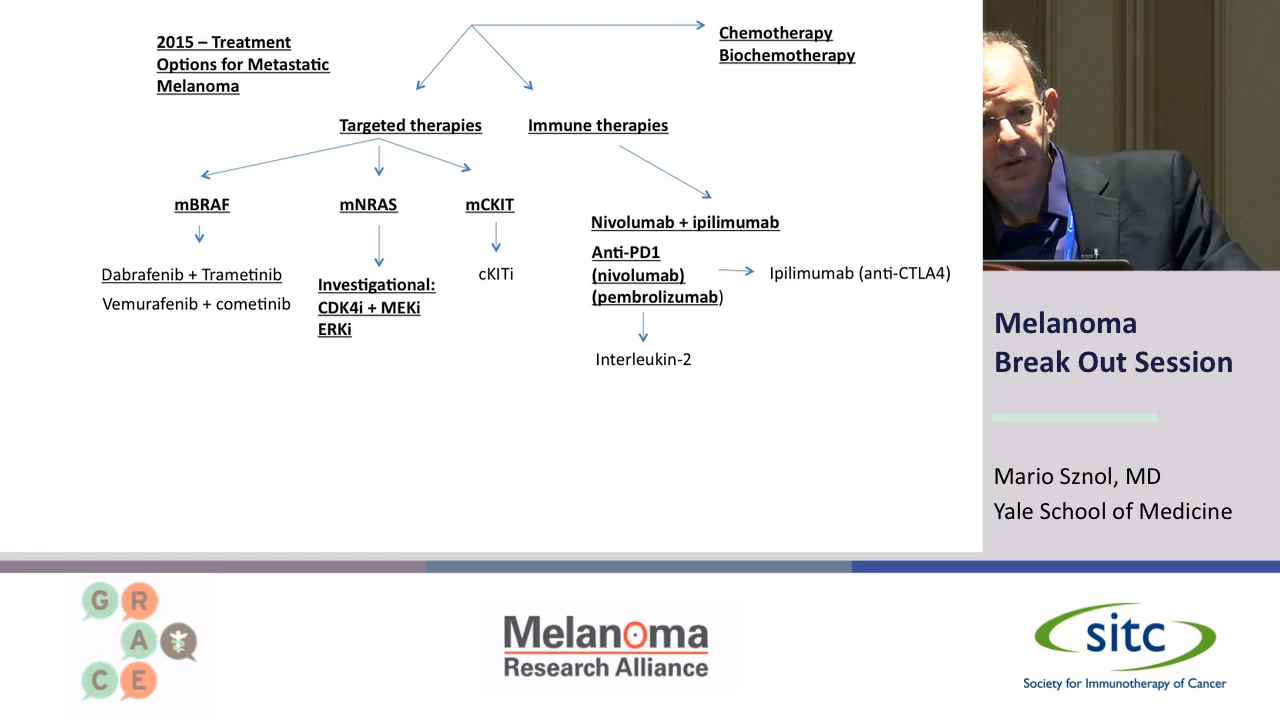 2015 – Treatment
Options for Metastatic
Melanoma
Chemotherapy
Biochemotherapy
Targeted therapies
Immune therapies
mBRAF
mNRAS
mCKIT
Dabrafenib + Trametinib
Vemurafenib + cometinib
Investigational:
CDK4i + MEKi
ERKi
cKITi
Nivolumab + ipilimumab
Anti-PD1
(nivolumab)
(pembrolizumab)
Ipilimumab (anti-CTLA4)
Interleukin-2
Melanoma
Break Out Session
Mario Sznol, MD
Yale School of Medicine
G R
A
C E
Melanoma
Research Alliance
sitc
Society for Immunotherapy of Cancer